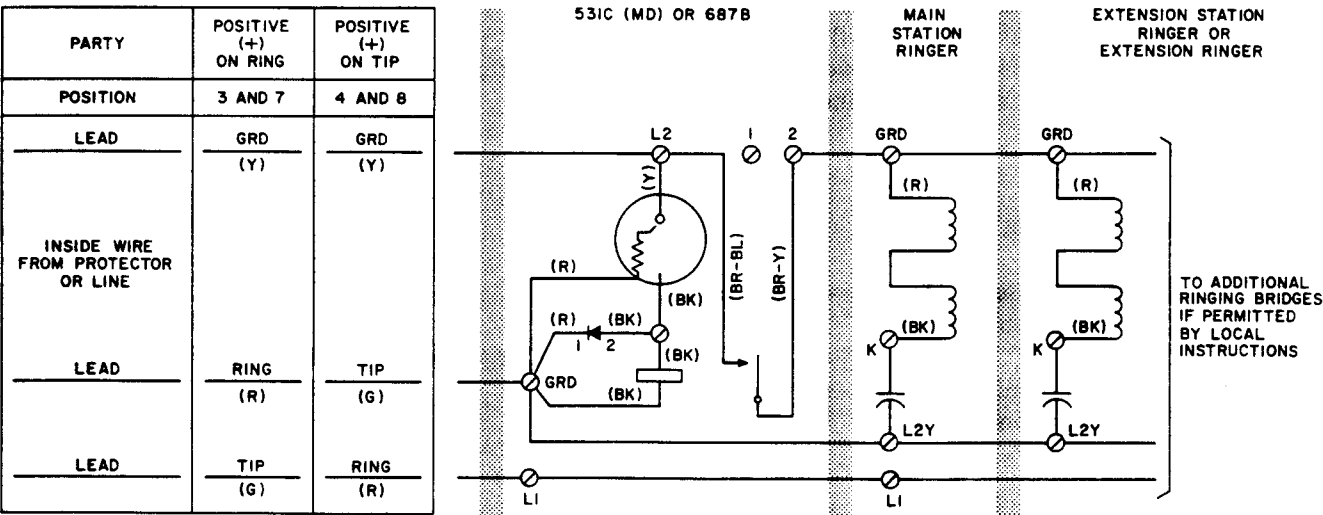 PARTY
POSITIVE
(+)
ON RING
POSITIVE
(+)
ON TIP
POSITION
3 AND 7
4 AND 8
LEAD
GRD
(Y)
GRD
(Y)
INSIDE WIRE
FROM PROTECTOR
OR LINE
LEAD
RING
(R)
TIP
(G)
LEAD
TIP
(G)
RING
(R)
531C (MD) OR 687B
L2
1
2
(Y)
(R)
(BK)
(R)
(BK)
1
2
(BK)
(BK)
GRD
(BR-BL)
(BR-Y)
L1
MAIN
STATION
RINGER
GRD
(R)
(BK)
K
L2Y
L1
EXTENSION STATION
RINGER OR
EXTENSION RINGER
GRD
(R)
(BK)
K
L2Y
TO ADDITIONAL
RINGING BRIDGES
IF PERMITTED
BY LOCAL
INSTRUCTIONS